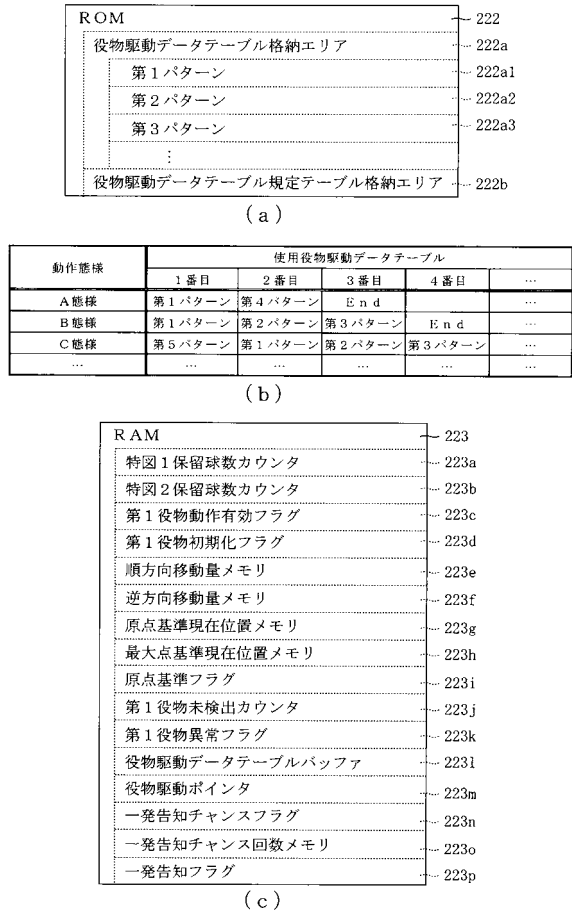 ROM 222
役物駆動データテーブル格納エリア 222a
第1パターン 222a1
第2パターン 222a2
第3パターン 222a3
⋮
役物駆動データテーブル規定テーブル格納エリア 222b
(a)
動作態様 使用役物駆動データテーブル
1番目 2番目 3番目 4番目 …
A態様 第1パターン 第4パターン End …
B態様 第1パターン 第2パターン 第3パターン End …
C態様 第5パターン 第1パターン 第2パターン 第3パターン …
… … … … … …
(b)
RAM 223
特図1保留球数カウンタ 223a
特図2保留球数カウンタ 223b
第1役物動作有効フラグ 223c
第1役物初期化フラグ 223d
順方向移動量メモリ 223e
逆方向移動量メモリ 223f
原点基準現在位置メモリ 223g
最大点基準現在位置メモリ 223h
原点基準フラグ 223i
第1役物未検出カウンタ 223j
第1役物異常フラグ 223k
役物駆動データテーブルバッファ 223l
役物駆動ポインタ 223m
一発告知チャンスフラグ 223n
一発告知チャンス回数メモリ 223o
一発告知フラグ 223p
(c)